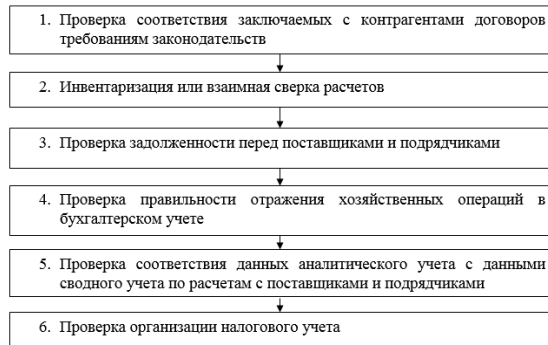 1. Проверка соответствия заключаемых с контрагентами договоров
требованиям законодательств
2. Инвентаризация или взаимная сверка расчетов
3. Проверка задолженности перед поставщиками и подрядчиками
4. Проверка правильности отражения хозяйственных операций в
бухгалтерском учете
5. Проверка соответствия данных аналитического учета с данными
сводного учета по расчетам с поставщиками и подрядчиками
6. Проверка организации налогового учета